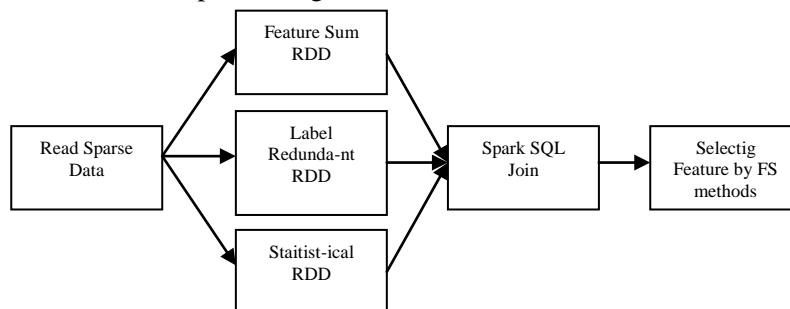 Feature Sum
RDD
Read Sparse
Data
Label
Redunda-nt
RDD
Staitist-ical
RDD
Spark SQL
Join
Selectig
Feature by FS
methods